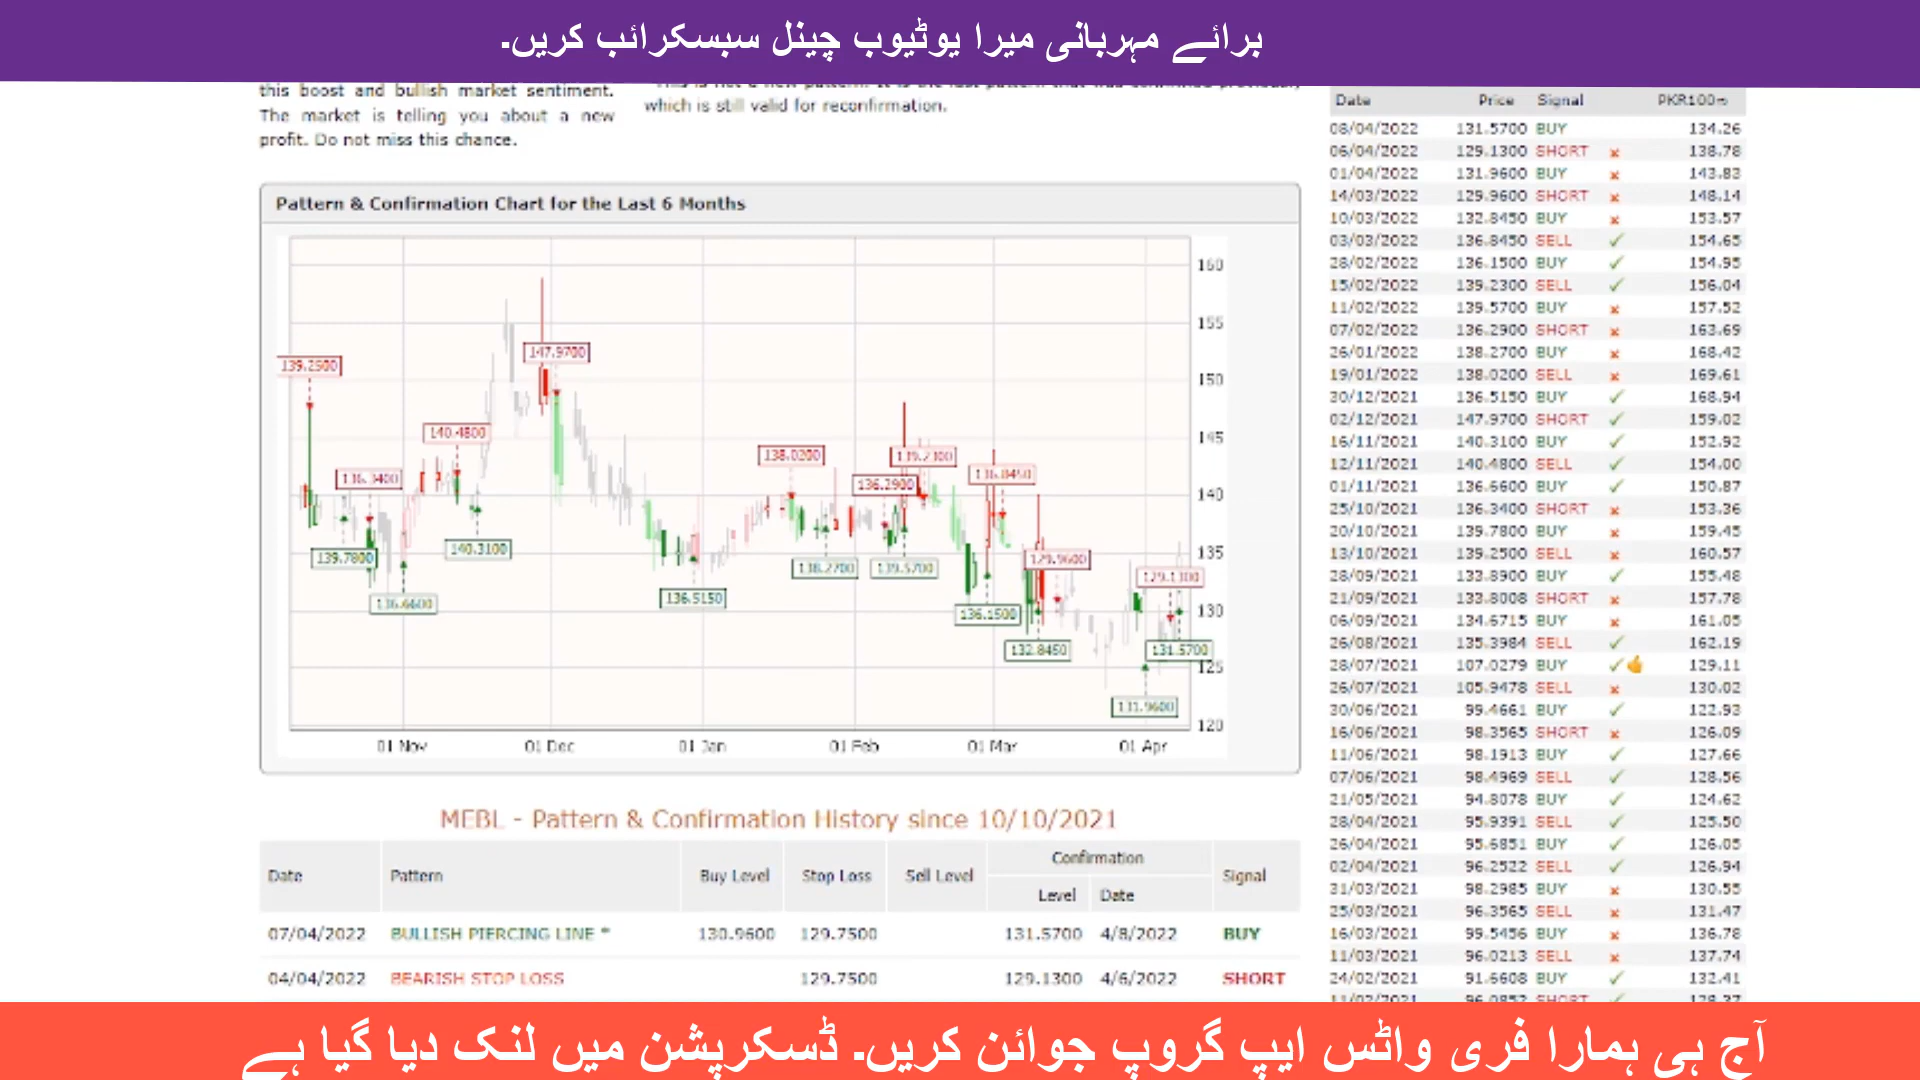 برائے مہربانی میرا یوٹیوب چینل سبسکرائب کریں۔
this boost and bullish market sentiment.
The market is telling you about a new
profit. Do not miss this chance.
which is still valid for reconfirmation.
Pattern & Confirmation Chart for the Last 6 Months
160
155
150
145
140
135
130
125
120
139.2500
136.3400
140.4800
147.9700
138.0200
136.2900
139.2300
136.8450
129.9600
129.1300
139.7800
136.6600
140.3100
136.5150
138.2700
139.5700
136.1500
132.8450
131.9600
131.5700
01 Nov 01 Dec 01 Jan 01 Feb 01 Mar 01 Apr
MEBL - Pattern & Confirmation History since 10/10/2021
Date Pattern Buy Level Stop Loss Sell Level Confirmation Signal
Level Date
07/04/2022 BULLISH PIERCING LINE * 130.9600 129.7500 131.5700 4/8/2022 BUY
04/04/2022 BEARISH STOP LOSS 129.7500 129.1300 4/6/2022 SHORT
Date Price Signal PKR100
08/04/2022 131.5700 BUY 134.26
06/04/2022 129.1300 SHORT 138.78
01/04/2022 131.9600 BUY 143.83
14/03/2022 129.9600 SHORT 148.14
10/03/2022 132.8450 BUY 153.57
03/03/2022 136.8450 SELL 154.65
28/02/2022 136.1500 BUY 154.95
15/02/2022 139.2300 SELL 156.04
11/02/2022 139.5700 BUY 157.52
07/02/2022 136.2900 SHORT 163.69
26/01/2022 138.2700 BUY 168.42
19/01/2022 138.0200 SELL 169.61
30/12/2021 136.5150 BUY 168.94
02/12/2021 147.9700 SHORT 159.02
16/11/2021 140.3100 BUY 152.92
12/11/2021 140.4800 SELL 154.00
01/11/2021 136.6600 BUY 150.87
25/10/2021 136.3400 SHORT 153.36
20/10/2021 139.7800 BUY 159.45
13/10/2021 139.2500 SELL 160.57
28/09/2021 133.8900 BUY 155.48
21/09/2021 133.8008 SHORT 157.78
06/09/2021 134.6715 BUY 161.05
26/08/2021 135.3984 SELL 162.19
28/07/2021 107.0279 BUY 129.11
26/07/2021 105.9478 SELL 130.02
30/06/2021 99.4661 BUY 122.93
16/06/2021 98.3565 SHORT 126.09
11/06/2021 98.1913 BUY 127.66
07/06/2021 98.4969 SELL 128.56
21/05/2021 94.8078 BUY 124.62
28/04/2021 95.9391 SELL 125.50
26/04/2021 95.6851 BUY 126.05
02/04/2021 96.2522 SELL 126.94
31/03/2021 98.2985 BUY 130.55
25/03/2021 96.3565 SELL 131.47
16/03/2021 99.5456 BUY 136.78
11/03/2021 96.0213 SELL 137.74
24/02/2021 91.6608 BUY 132.41
آج ہی ہمارا فری واٹس ایپ گروپ جوائن کریں۔ ڈسکرپشن میں لنک دیا گیا ہے